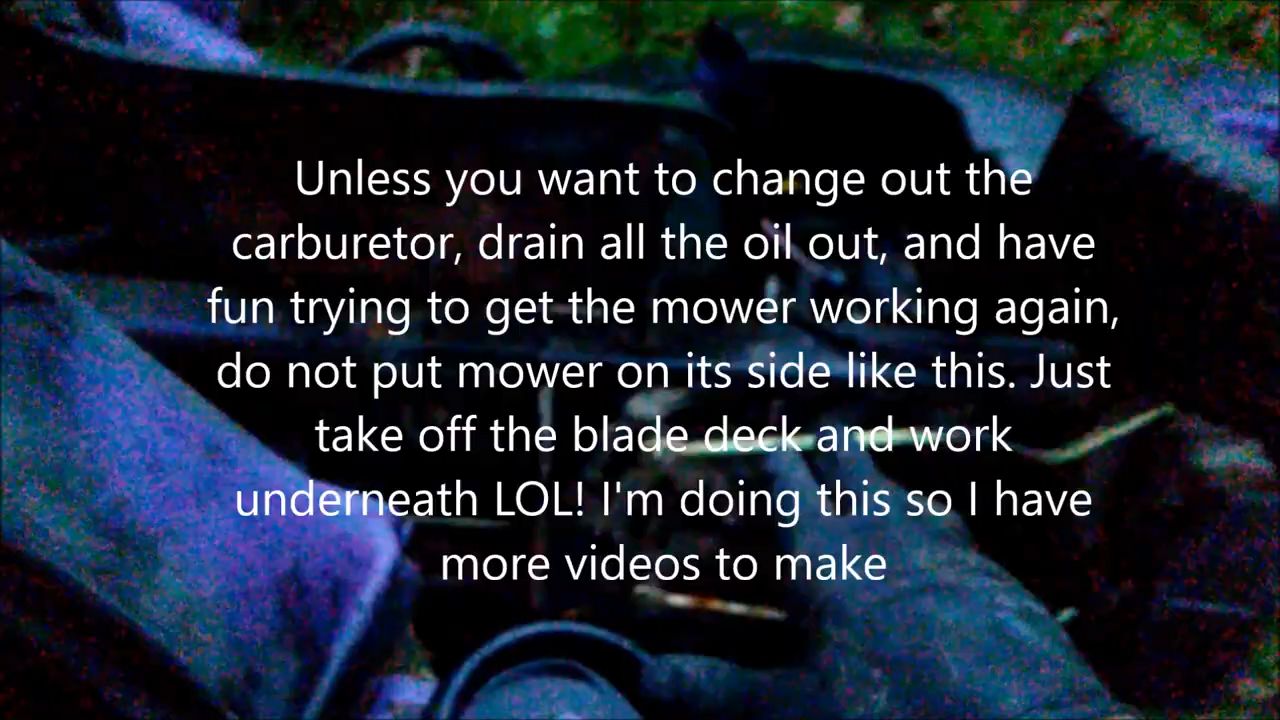 Unless you want to change out the
carburetor, drain all the oil out, and have
fun trying to get the mower working again,
do not put mower on its side like this. Just
take off the blade deck and work
underneath LOL! I'm doing this so I have
more videos to make